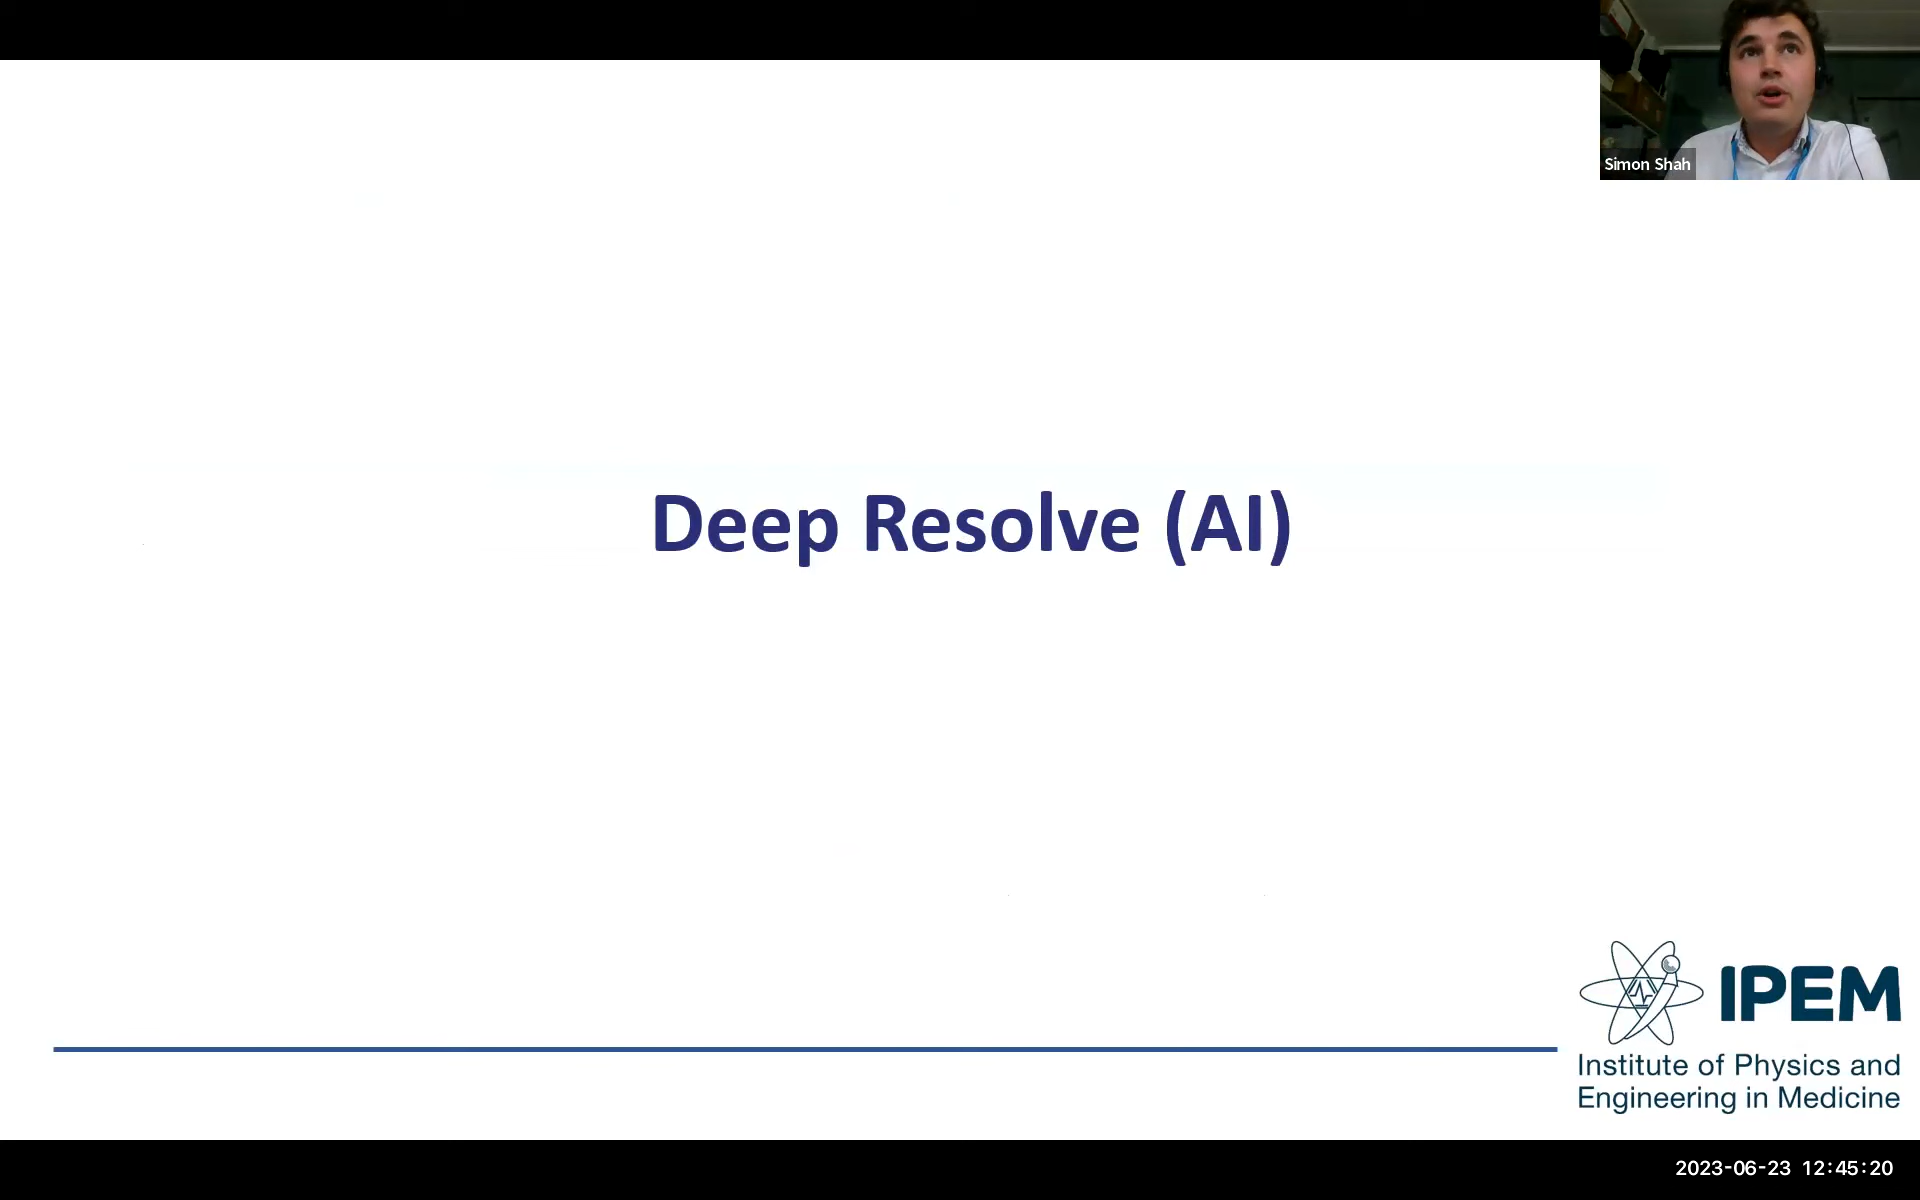 Simon Shah
Deep Resolve (AI)
IPEM
Institute of Physics and
Engineering in Medicine
2023-06-23 12:45:20